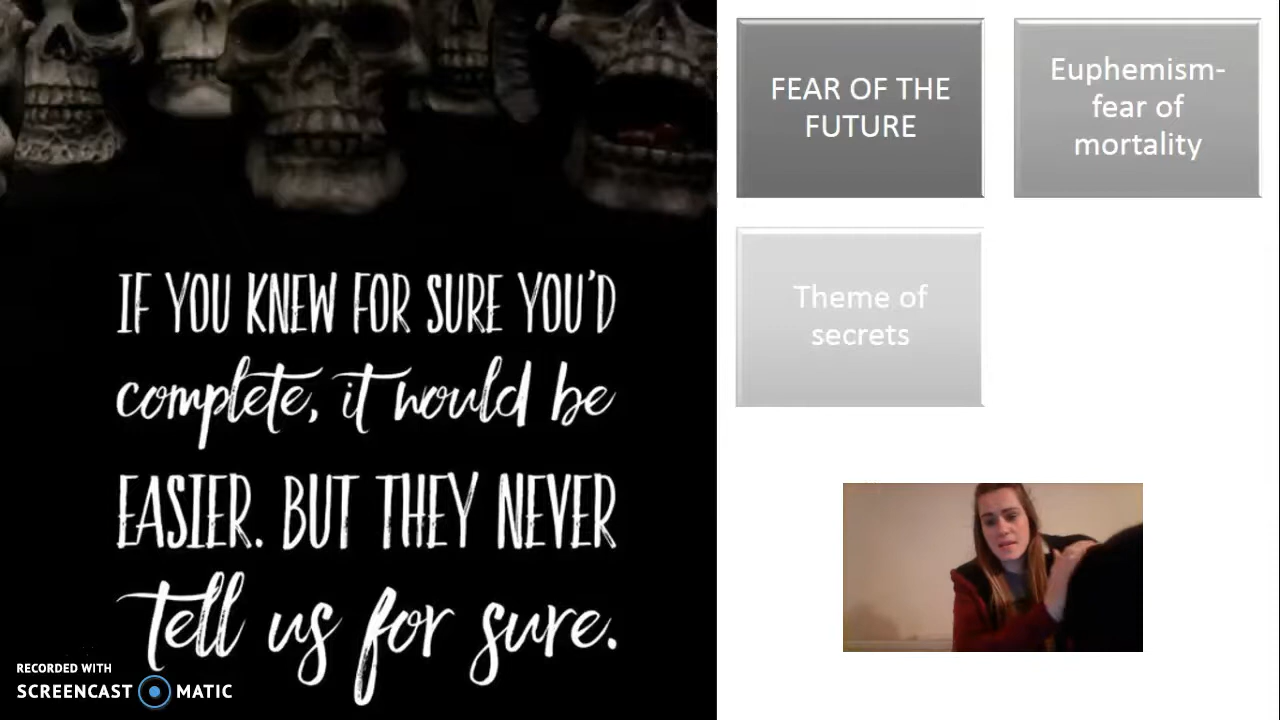 IF YOU KNEW FOR SURE YOU'D
complete, it would be
EASIER. BUT THEY NEVER
tell us for sure.
FEAR OF THE
FUTURE
Euphemism-
fear of
mortality
Theme of
secrets
RECORDED WITH
SCREENCAST MATIC